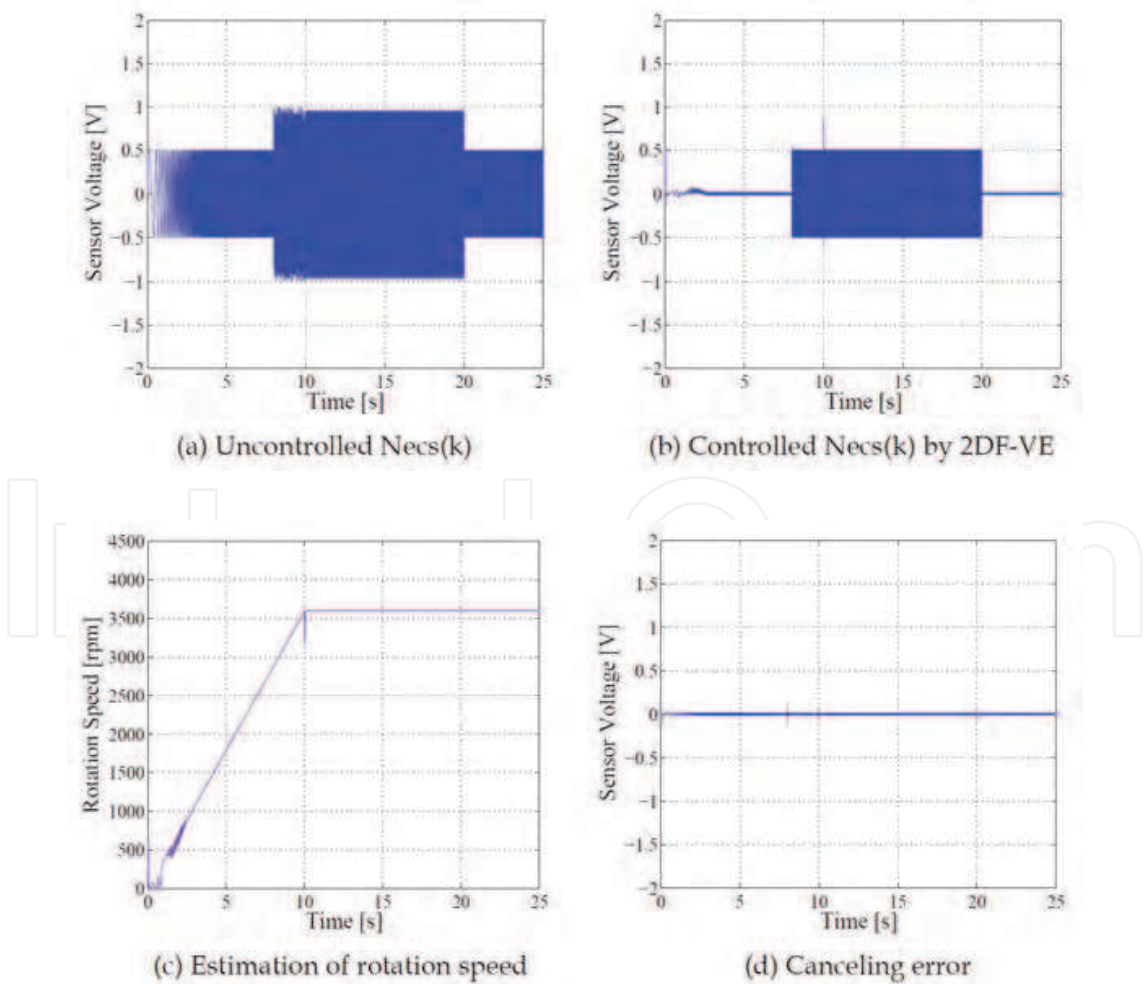 2
1.5
1
0.5
0
−0.5
−1
−1.5
−2
Sensor Voltage [V]
0 5 10 15 20 25
Time [s]
(a) Uncontrolled Necs(k)
2
1.5
1
0.5
0
−0.5
−1
−1.5
−2
Sensor Voltage [V]
0 5 10 15 20 25
Time [s]
(b) Controlled Necs(k) by 2DF-VE
4500
4000
3500
3000
2500
2000
1500
1000
500
0
Rotation Speed [rpm]
0 5 10 15 20 25
Time [s]
(c) Estimation of rotation speed
2
1.5
1
0.5
0
−0.5
−1
−1.5
−2
Sensor Voltage [V]
0 5 10 15 20 25
Time [s]
(d) Canceling error